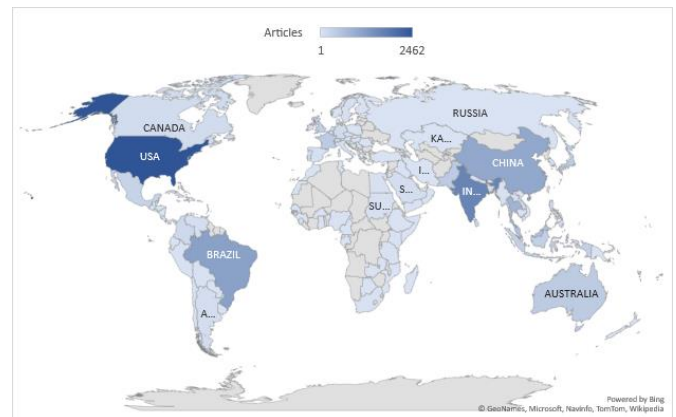 Articles
1 2462
RUSSIA
CANADA
KA...
USA
CHINA
I...
IN...
S...
SU...
BRAZIL
AUSTRALIA
A...
Powered by Bing
© GeoNames, Microsoft, Navinfo, TomTom, Wikipedia